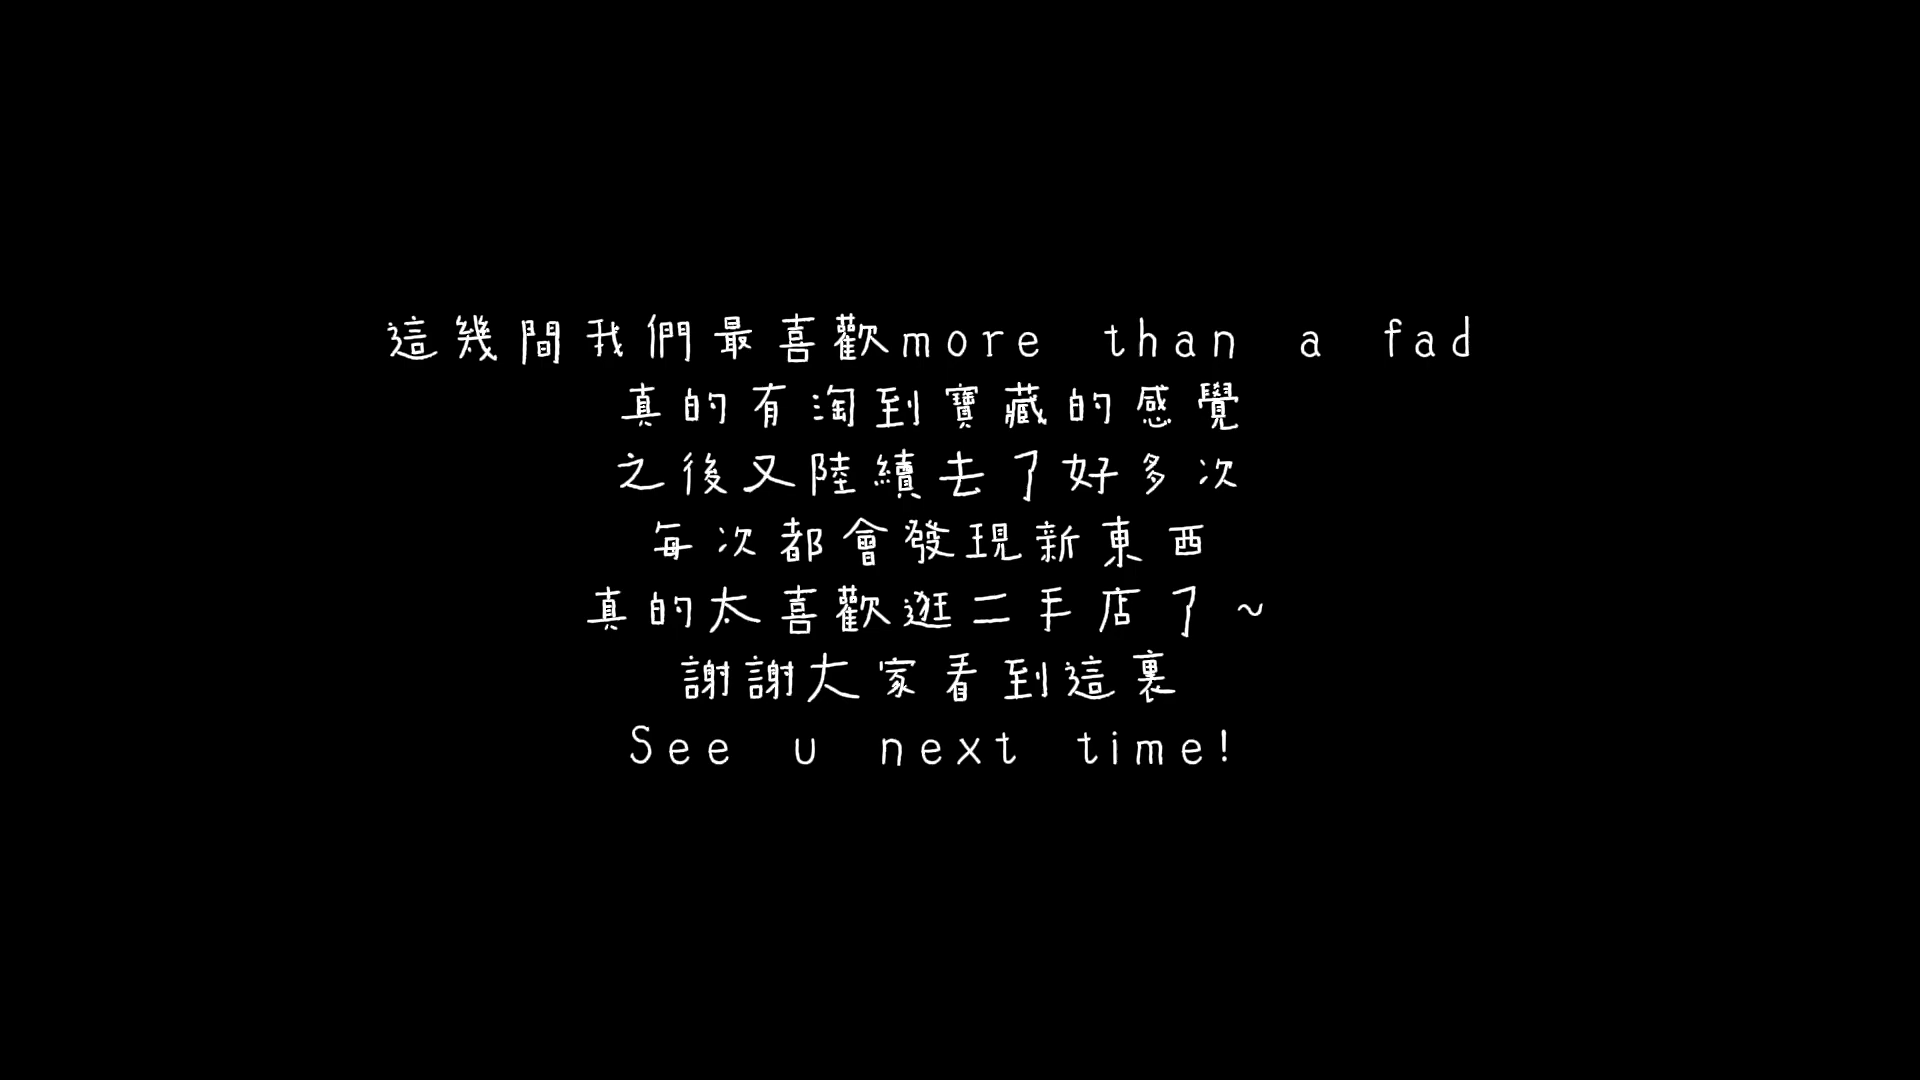 這幾間我們最喜歡more than a fad
真的有淘到寶藏的感覺
之後又陸續去了好多次
每次都會發現新東西
真的太喜歡逛二手店了~
謝謝大家看到這裏
See u next time!